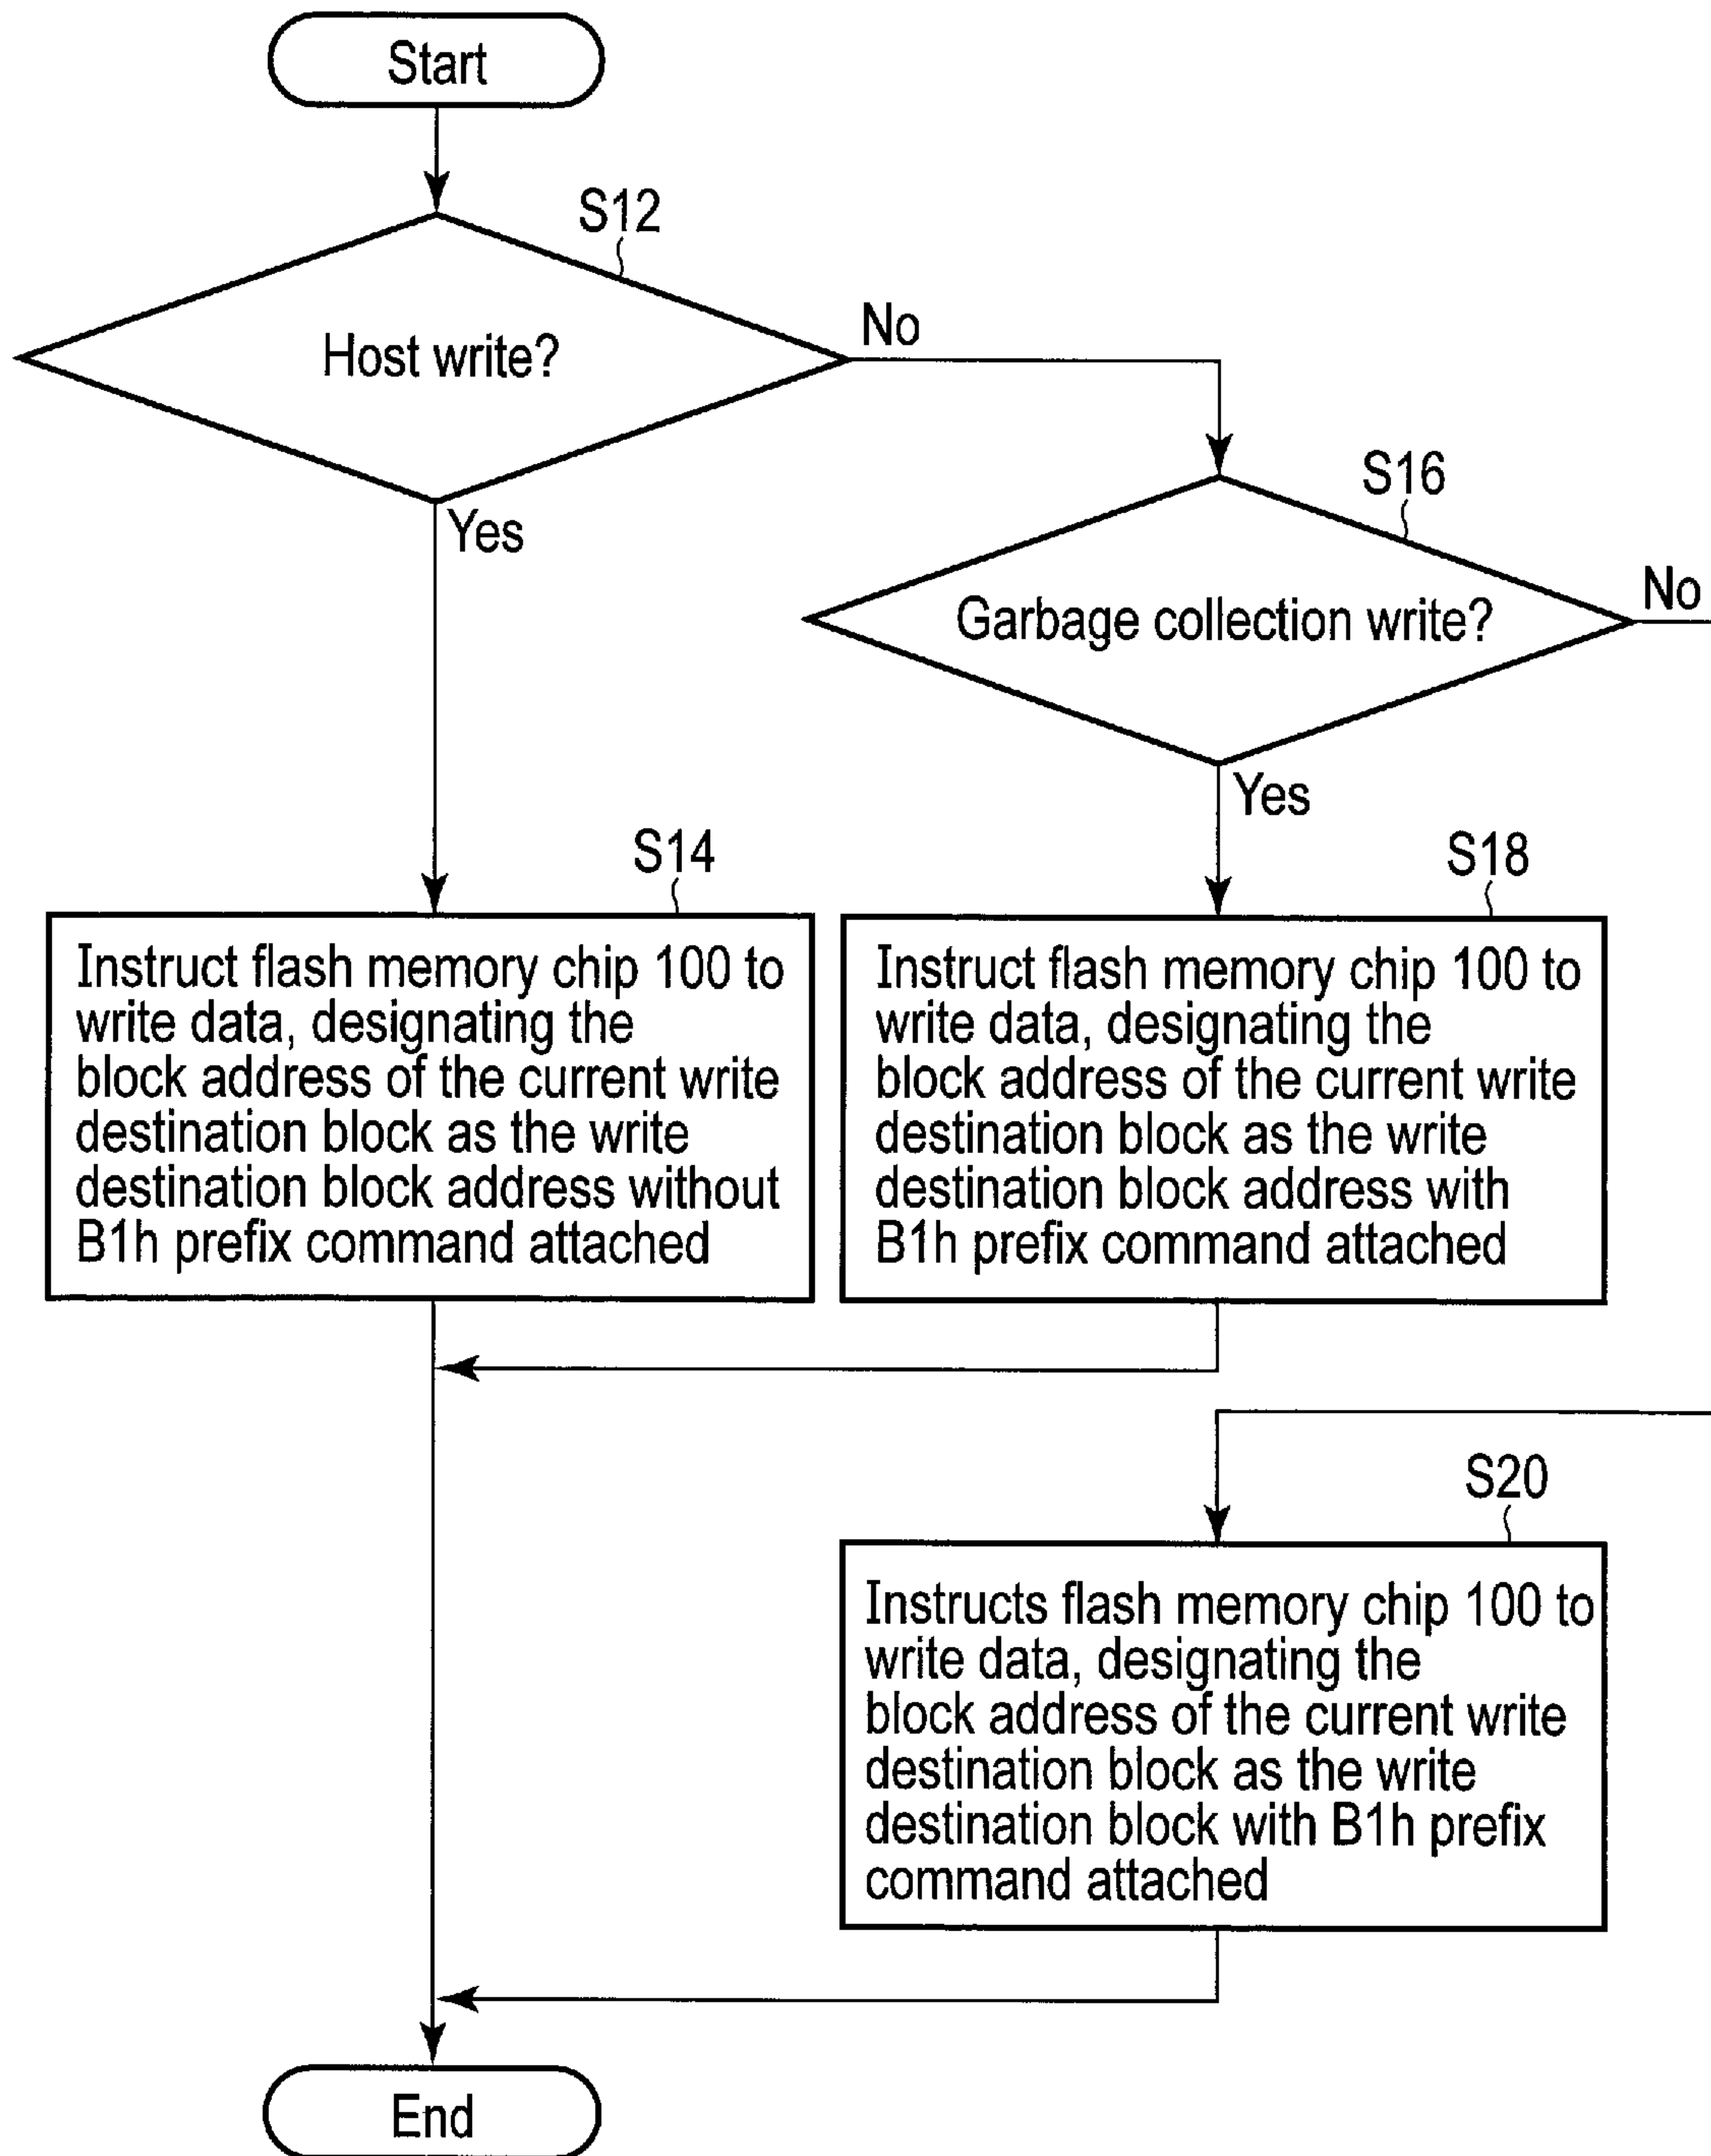 Start
S12
Host write?
No
Yes
S16
Garbage collection write?
No
Yes
S14
Instruct flash memory chip 100 to
write data, designating the
block address of the current write
destination block as the write
destination block address without
B1h prefix command attached
S18
Instruct flash memory chip 100 to
write data, designating the
block address of the current write
destination block as the write
destination block address with
B1h prefix command attached
S20
Instructs flash memory chip 100 to
write data, designating the
block address of the current write
destination block as the write
destination block with B1h prefix
command attached
End